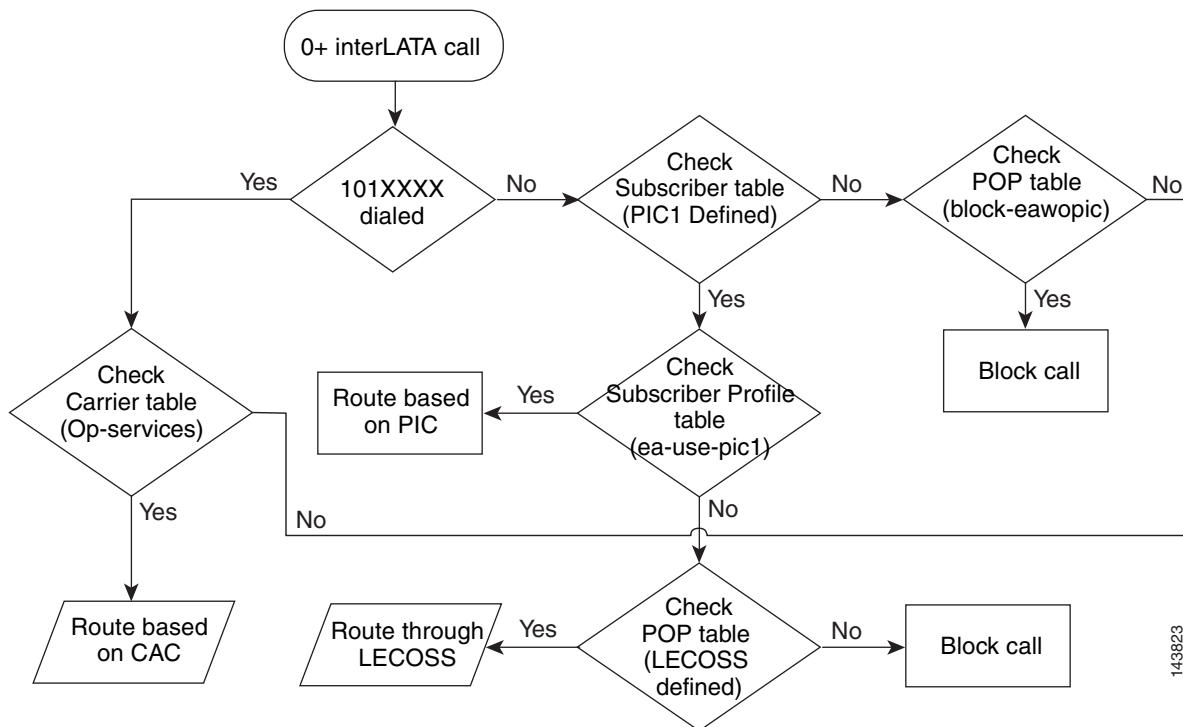 0+ interLATA call
101XXXX
dialed
Yes
No
Check
Subscriber table
(PIC1 Defined)
No
Check
POP table
(block-eawopic)
No
Yes
Yes
Block call
Check
Carrier table
(Op-services)
Route based
on PIC
Yes
Check
Subscriber Profile
table
(ea-use-pic1)
Yes
No
No
Route based
on CAC
Route through
LECOSS
Yes
Check
POP table
(LECOSS
defined)
No
Block call
143823